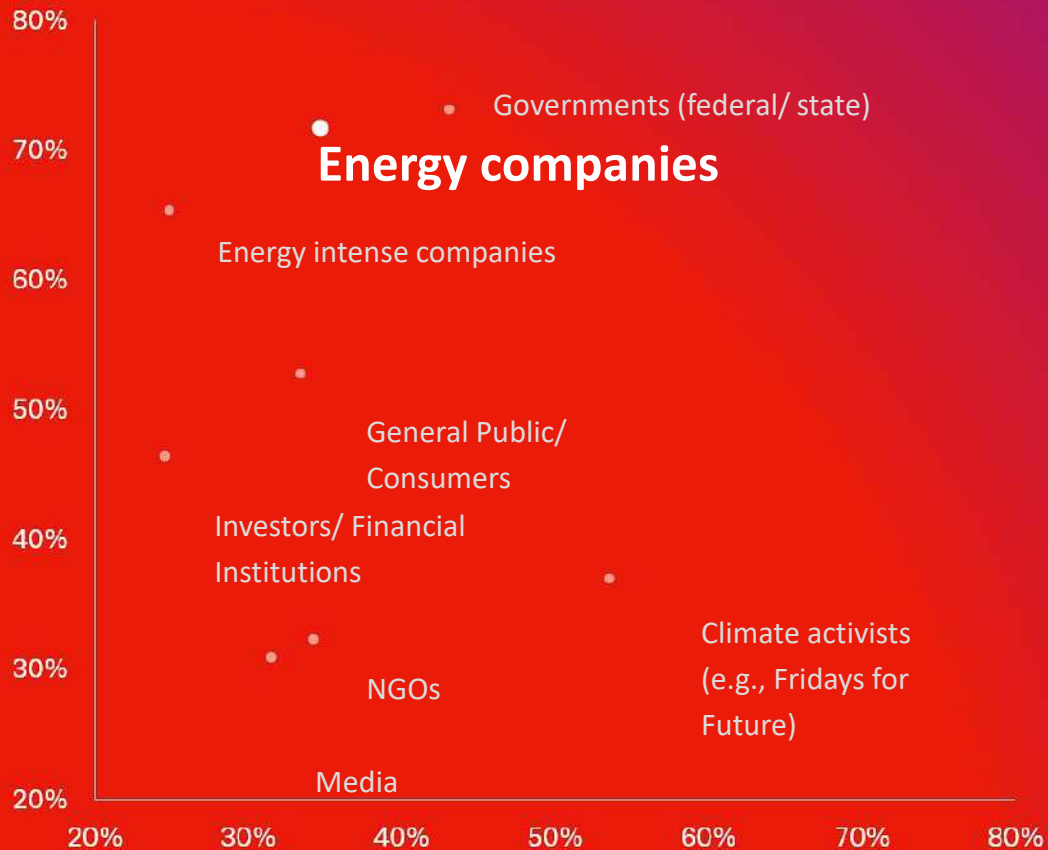 80%
Governments (federal/ state)
70%
Energy companies
Energy intense companies
60%
50%
General Public/
Consumers
Investors/ Financial
Institutions
40%
Climate activists
(e.g., Fridays for
Future)
30%
NGOs
Media
20%
20% 30% 40% 50% 60% 70% 80%